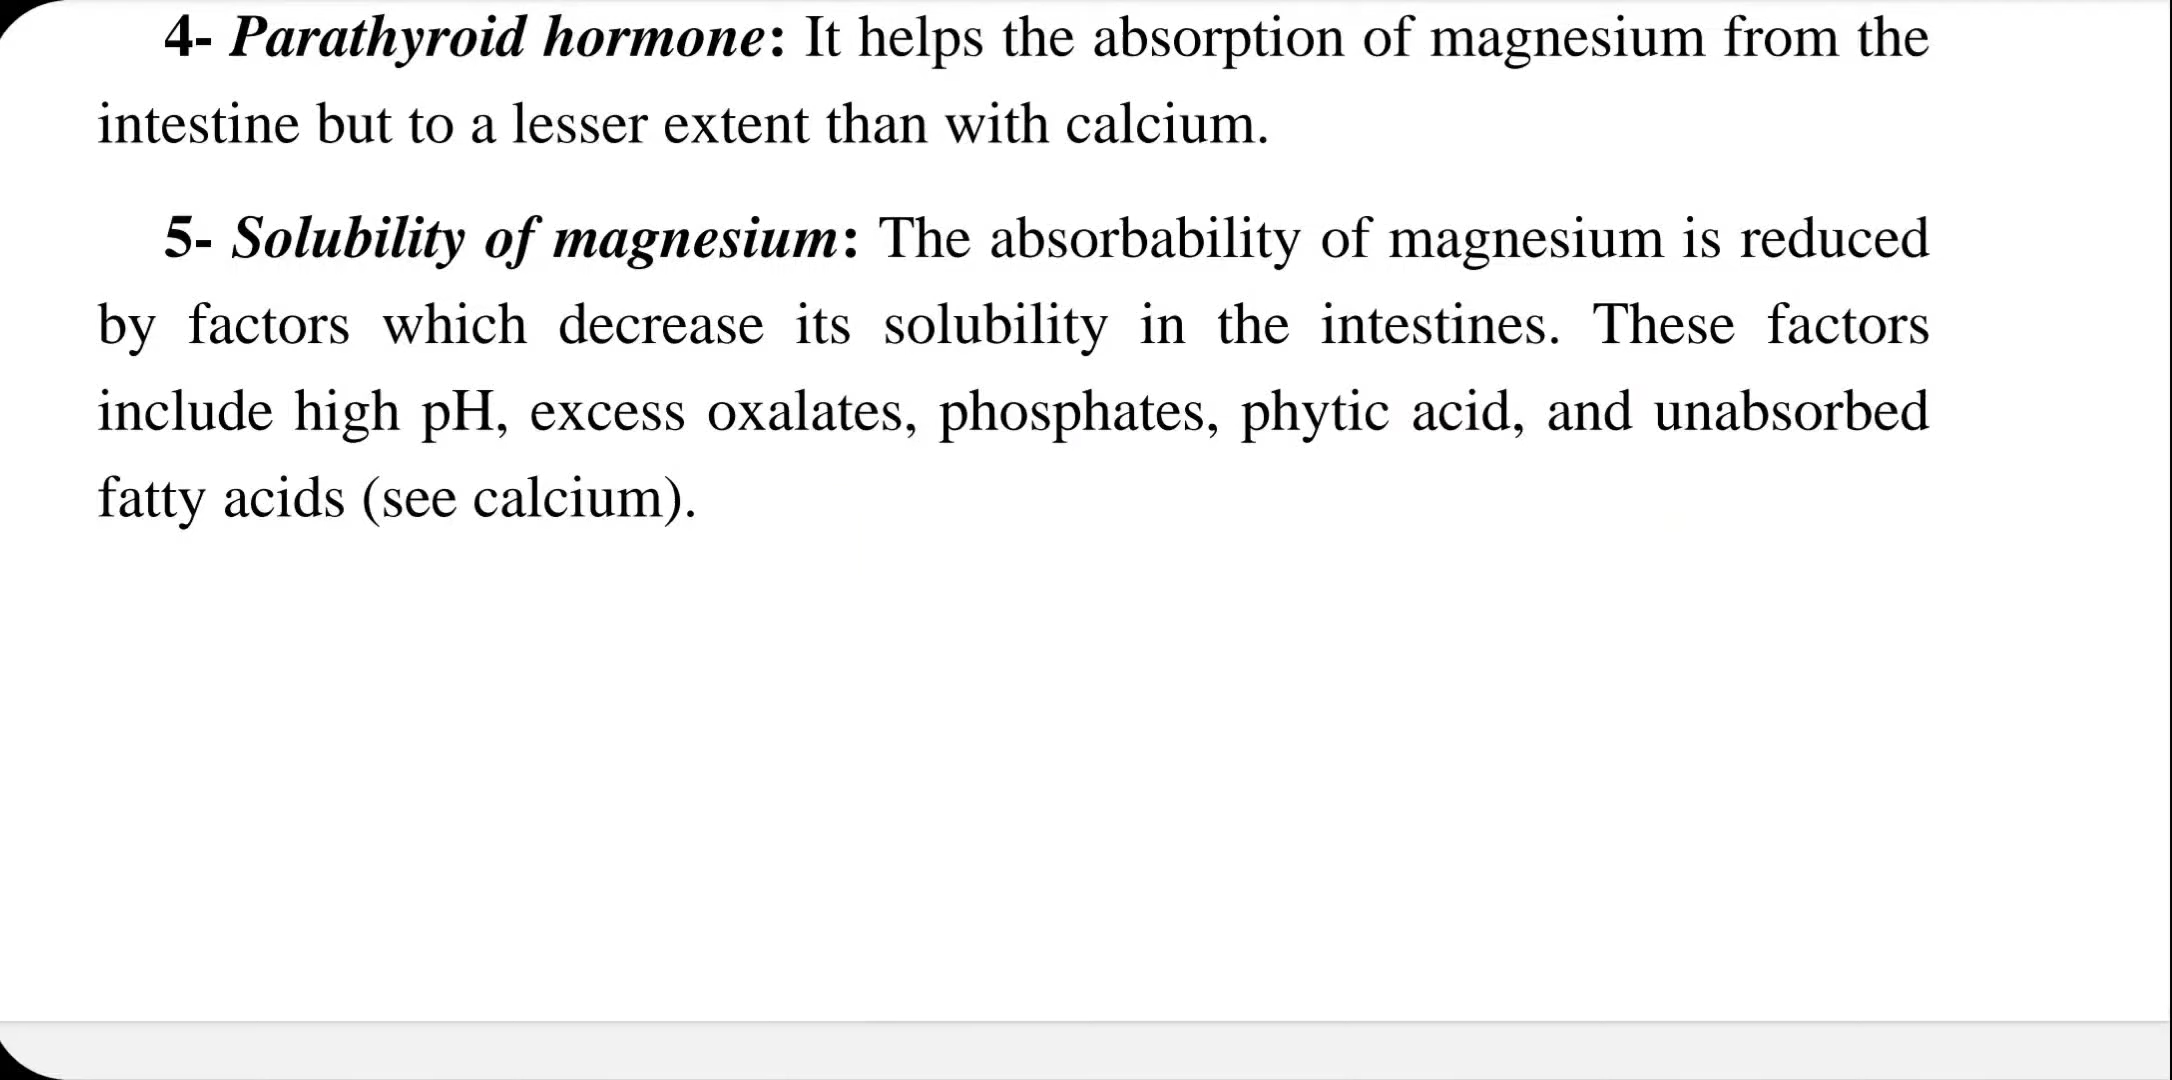 4- Parathyroid hormone: It helps the absorption of magnesium from the
intestine but to a lesser extent than with calcium.
5- Solubility of magnesium: The absorbability of magnesium is reduced
by factors which decrease its solubility in the intestines. These factors
include high pH, excess oxalates, phosphates, phytic acid, and unabsorbed
fatty acids (see calcium).